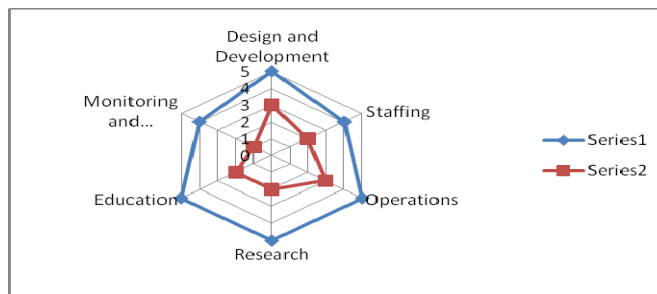 Design and
Development
5
4
3
2
1
0
Monitoring
and...
Staffing
Education
Operations
Research
Series1
Series2